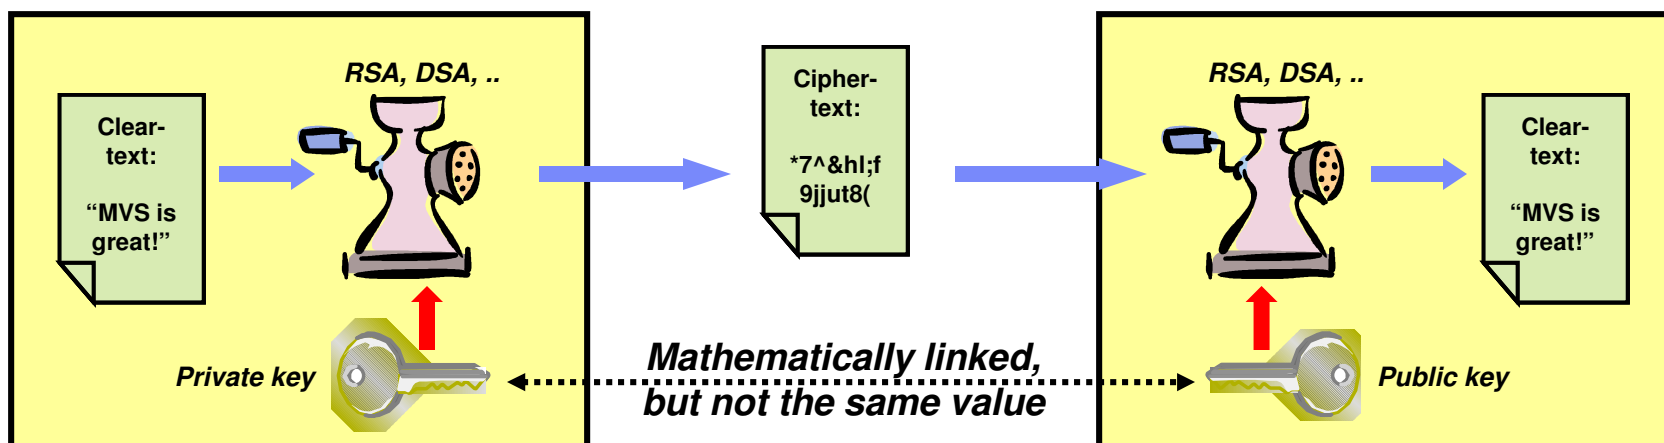 RSA, DSA, ..
Clear-
text:
“MVS is
great!”
Private key
Cipher-
text:
*7^&hl;f
9jjut8(
Mathematically linked,
but not the same value
RSA, DSA, ..
Clear-
text:
“MVS is
great!”
Public key